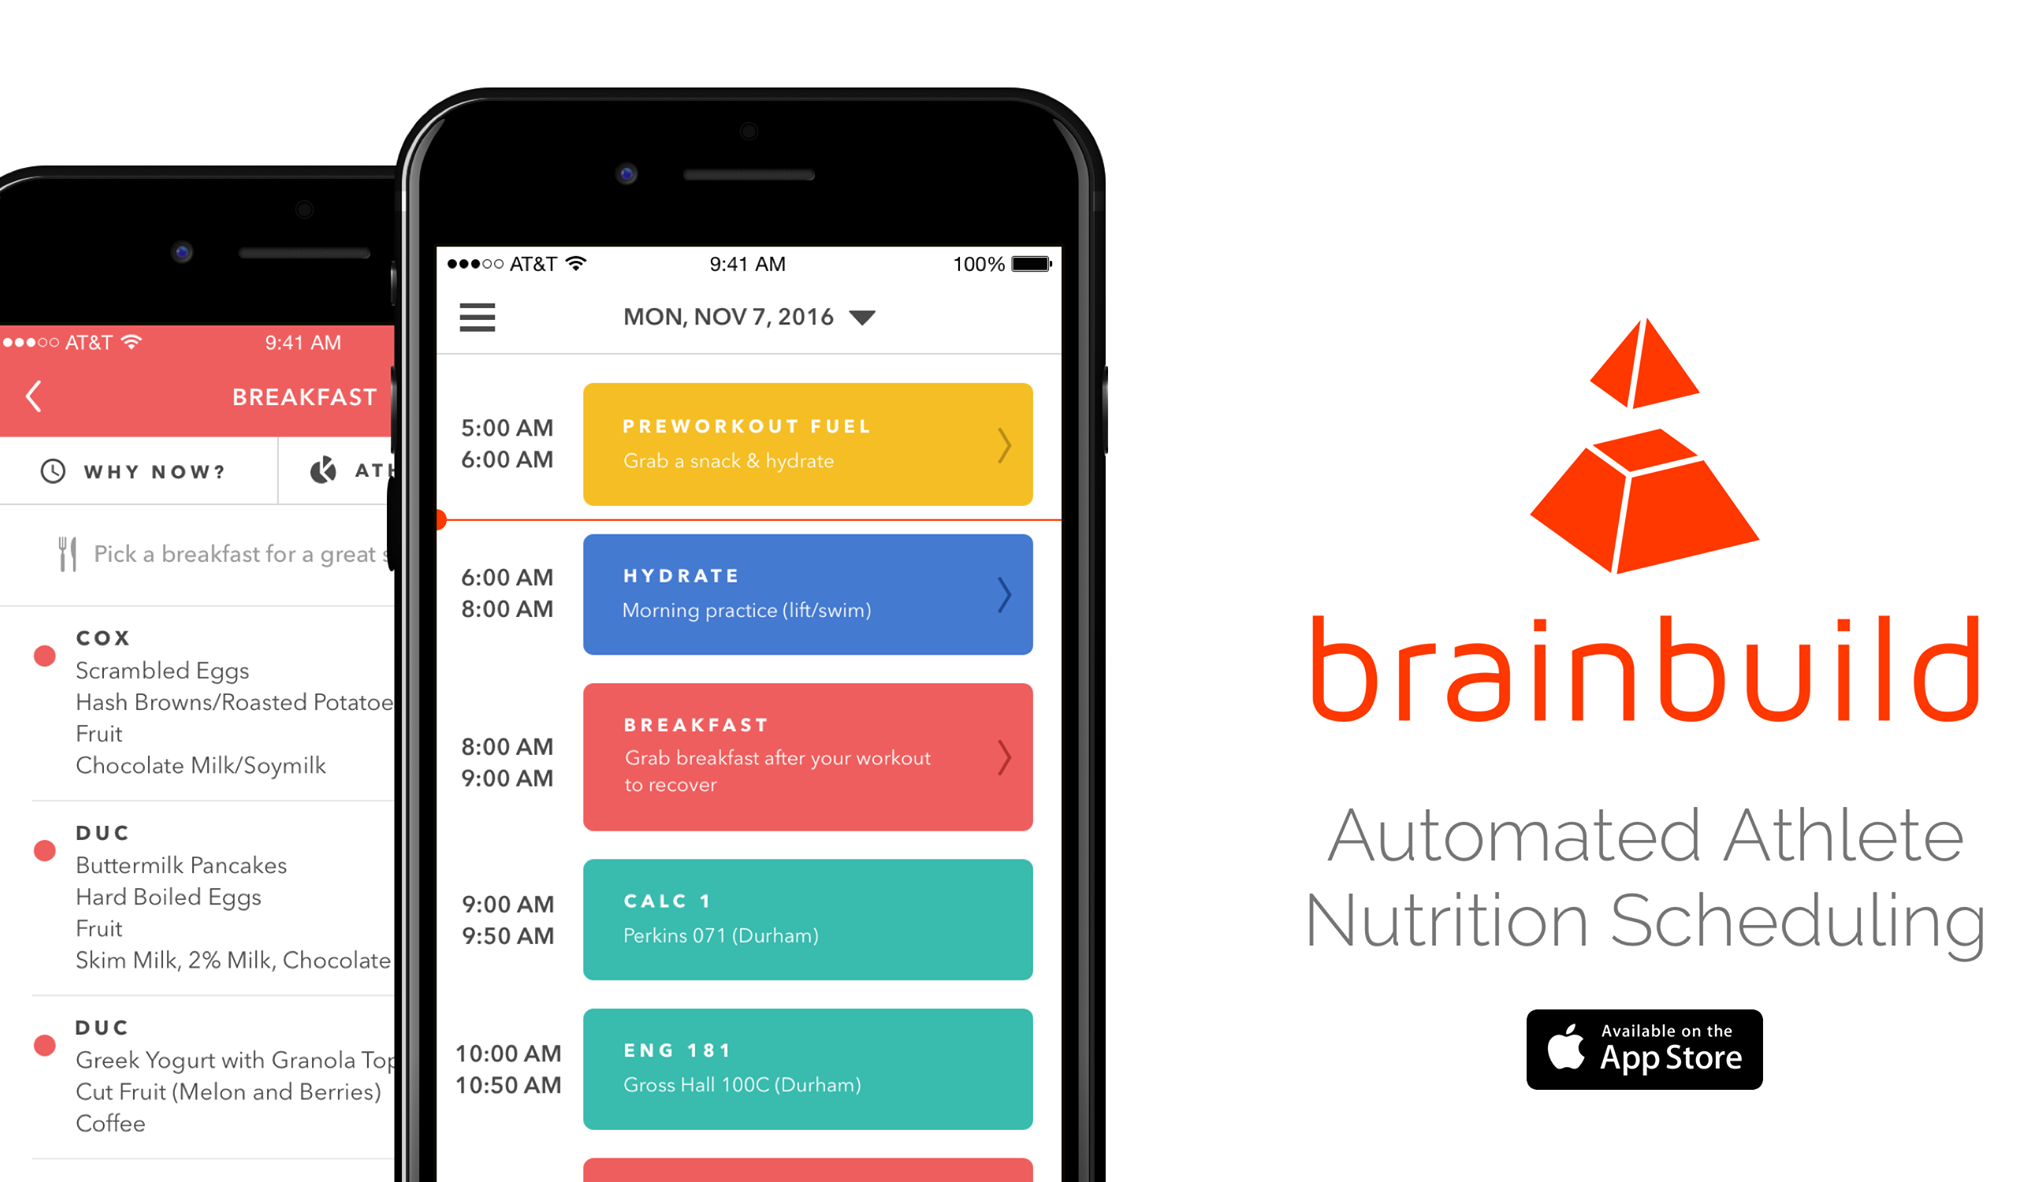 AT&T 9:41 AM
BREAKFAST
WHY NOW?
Pick a breakfast for a great
COX
Scrambled Eggs
Hash Browns/Roasted Potatoe
Fruit
Chocolate Milk/Soymilk
DUC
Buttermilk Pancakes
Hard Boiled Eggs
Fruit
Skim Milk, 2% Milk, Chocolate
DUC
Greek Yogurt with Granola Top
Cut Fruit (Melon and Berries)
Coffee
AT&T 9:41 AM 100%
MON, NOV 7, 2016
5:00 AM
6:00 AM
PREWORKOUT FUEL
Grab a snack & hydrate
6:00 AM
8:00 AM
HYDRATE
Morning practice (lift/swim)
8:00 AM
9:00 AM
BREAKFAST
Grab breakfast after your workout
to recover
9:00 AM
9:50 AM
CALC 1
Perkins 071 (Durham)
10:00 AM
10:50 AM
ENG 181
Gross Hall 100C (Durham)
brainbuild
Automated Athlete
Nutrition Scheduling
Available on the
App Store